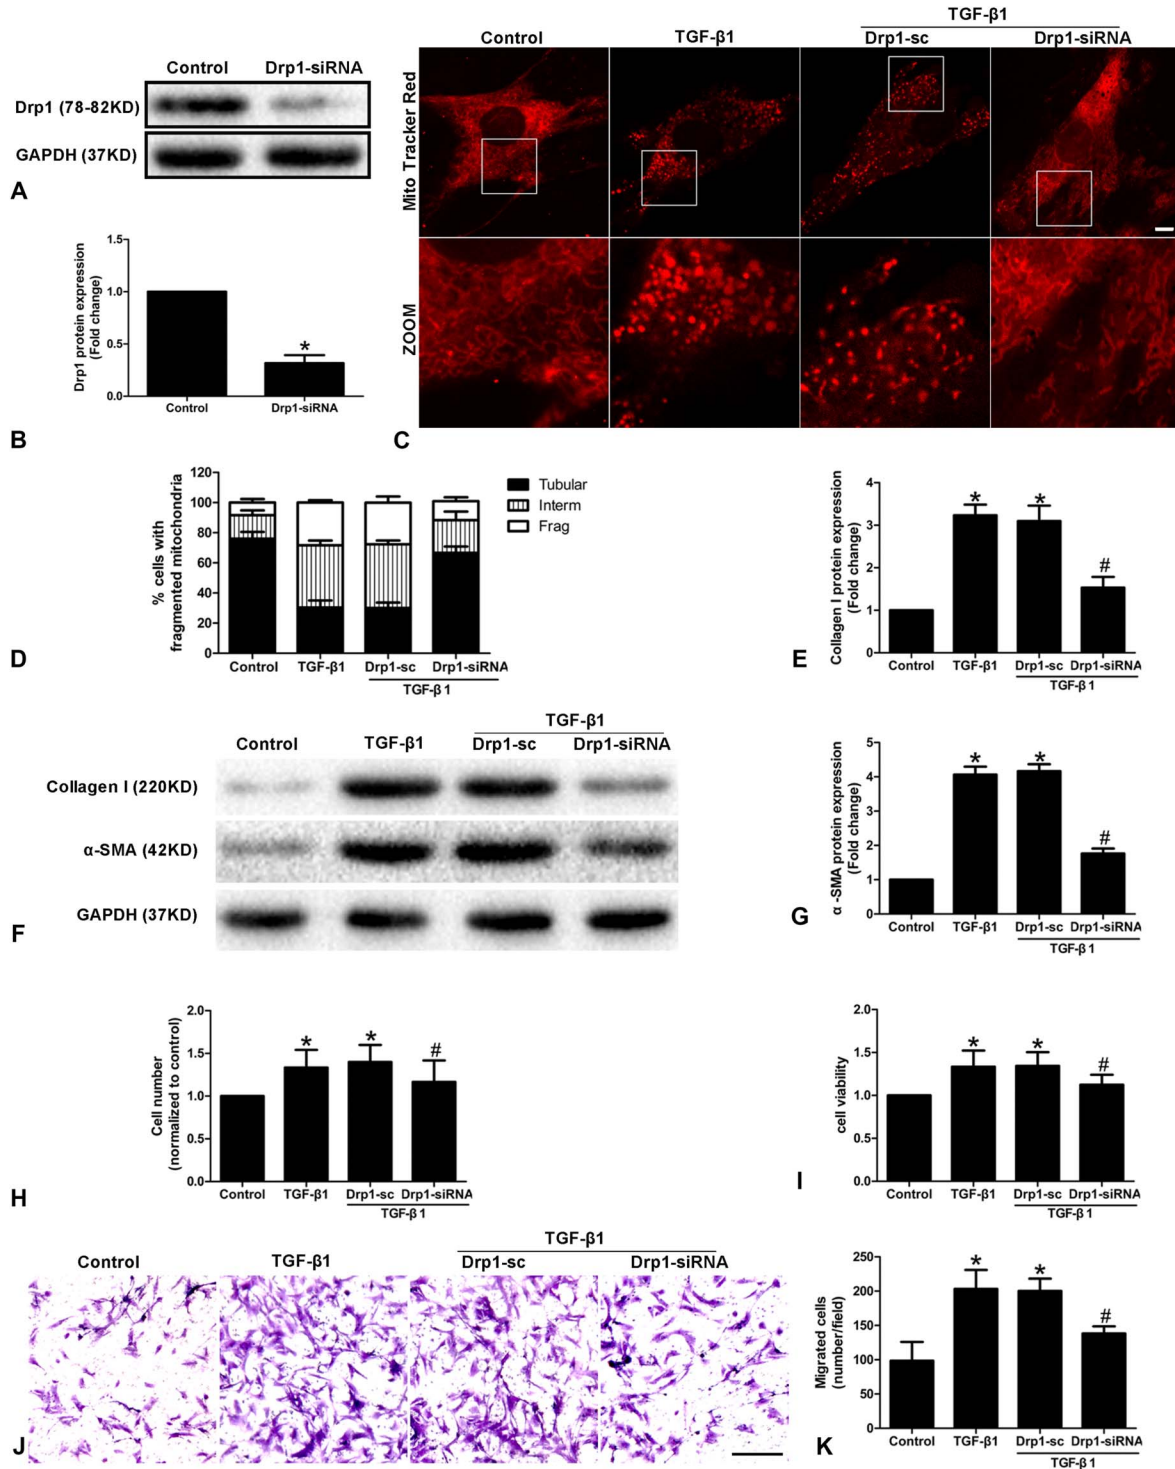 Control Drp1-siRNA
Drp1 (78-82KD)
GAPDH (37KD)
A
Drp1 protein expression
(Fold change)
1.5
1.0
0.5
0.0
*
Control Drp1-siRNA
B
TGF-β1
Control TGF-β1 Drp1-sc Drp1-siRNA
Mito Tracker Red
ZOOM
C
% cells with
fragmented mitochondria
120
100
80
60
40
20
0
Tubular
Interm
Frag
Control TGF-β1 Drp1-sc Drp1-siRNA
TGF-β 1
D
Collagen I protein expression
(Fold change)
4
3
2
1
0
* * #
Control TGF-β1 Drp1-sc Drp1-siRNA
TGF-β 1
E
TGF-β1
Control TGF-β1 Drp1-sc Drp1-siRNA
Collagen I (220KD)
α-SMA (42KD)
GAPDH (37KD)
F
α -SMA protein expression
(Fold change)
5
4
3
2
1
0
* * #
Control TGF-β1 Drp1-sc Drp1-siRNA
TGF-β 1
G
Cell number
(normalized to control)
2.0
1.5
1.0
0.5
0.0
* * #
Control TGF-β1 Drp1-sc Drp1-siRNA
TGF-β 1
H
cell viability
2.0
1.5
1.0
0.5
0.0
* * #
Control TGF-β1 Drp1-sc Drp1-siRNA
TGF-β 1
I
TGF-β1
Control TGF-β1 Drp1-sc Drp1-siRNA
J
Migrated cells
(number/field)
250
200
150
100
50
0
* * #
Control TGF-β1 Drp1-sc Drp1-siRNA
TGF-β 1
K